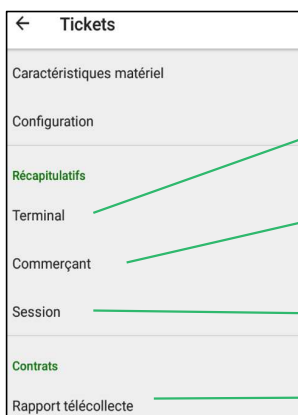 ← Tickets
Caractéristiques matériel
Configuration
Récapitulatifs
Terminal
Commerçant
Session
Contrats
Rapport télécollecte